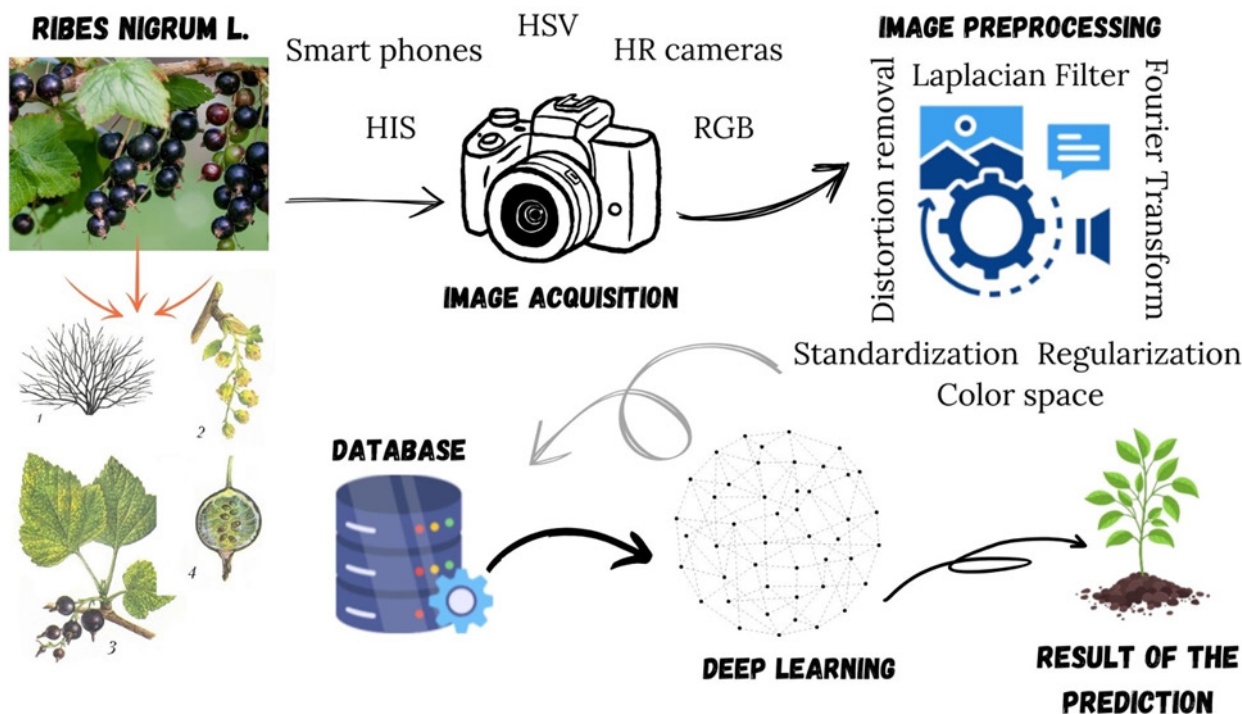 RIBES NIGRUM L.
Smart phones
HSV
HR cameras
HIS
RGB
IMAGE ACQUISITION
IMAGE PREPROCESSING
Laplacian Filter
Distortion removal
Fourier Transform
Standardization Regularization
Color space
1
2
3
4
DATABASE
DEEP LEARNING
RESULT OF THE
PREDICTION